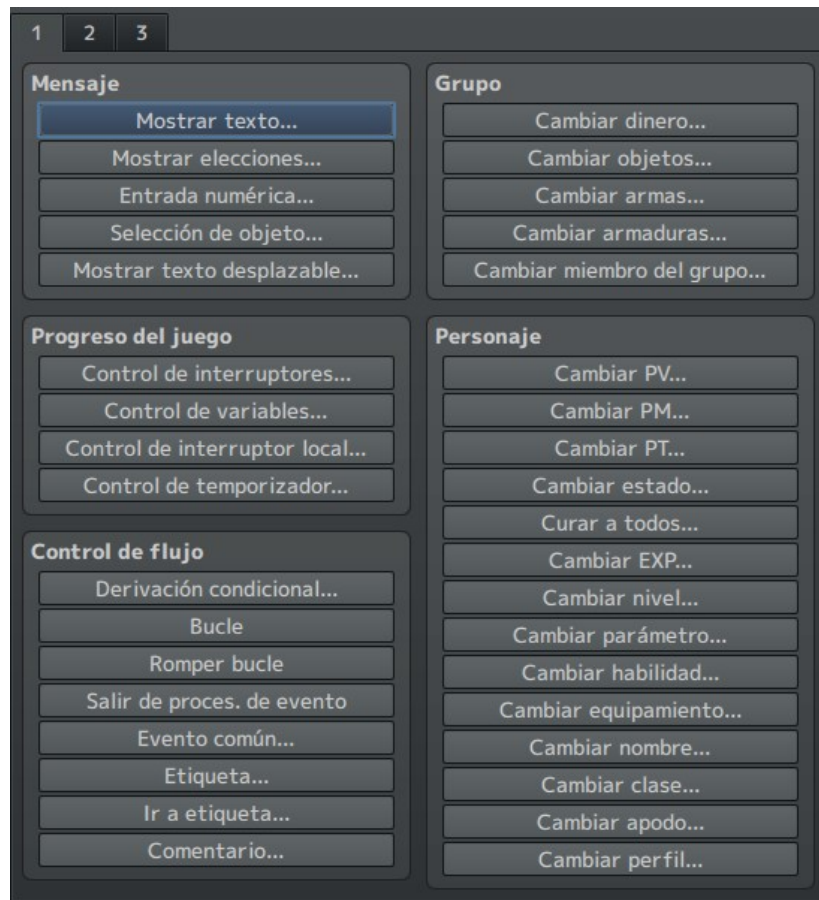 1 2 3
Mensaje
Mostrar texto...
Mostrar elecciones...
Entrada numérica...
Selección de objeto...
Mostrar texto desplazable...
Progreso del juego
Control de interruptores...
Control de variables...
Control de interruptor local...
Control de temporizador...
Control de flujo
Derivación condicional...
Bucle
Romper bucle
Salir de proces. de evento
Evento común...
Etiqueta...
Ir a etiqueta...
Comentario...
Grupo
Cambiar dinero...
Cambiar objetos...
Cambiar armas...
Cambiar armaduras...
Cambiar miembro del grupo...
Personaje
Cambiar PV...
Cambiar PM...
Cambiar PT...
Cambiar estado...
Curar a todos...
Cambiar EXP...
Cambiar nivel...
Cambiar parámetro...
Cambiar habilidad...
Cambiar equipamiento...
Cambiar nombre...
Cambiar clase...
Cambiar apodo...
Cambiar perfil...